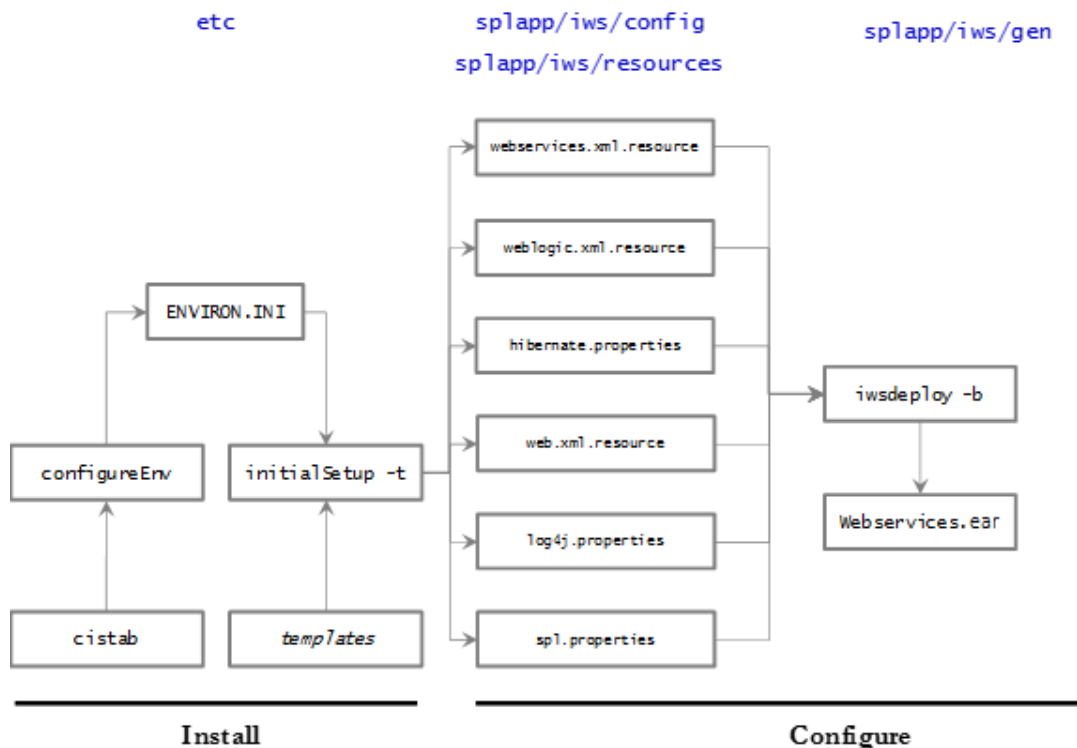 etc
splapp/iws/config
splapp/iws/resources
splapp/iws/gen
webservices.xml.resource
weblogic.xml.resource
ENVIRON.INI
hibernate.properties
iwsdeploy -b
configureEnv
initialSetup -t
web.xml.resource
Webservices.ear
log4j.properties
cistab
templates
spl.properties
Install
Configure